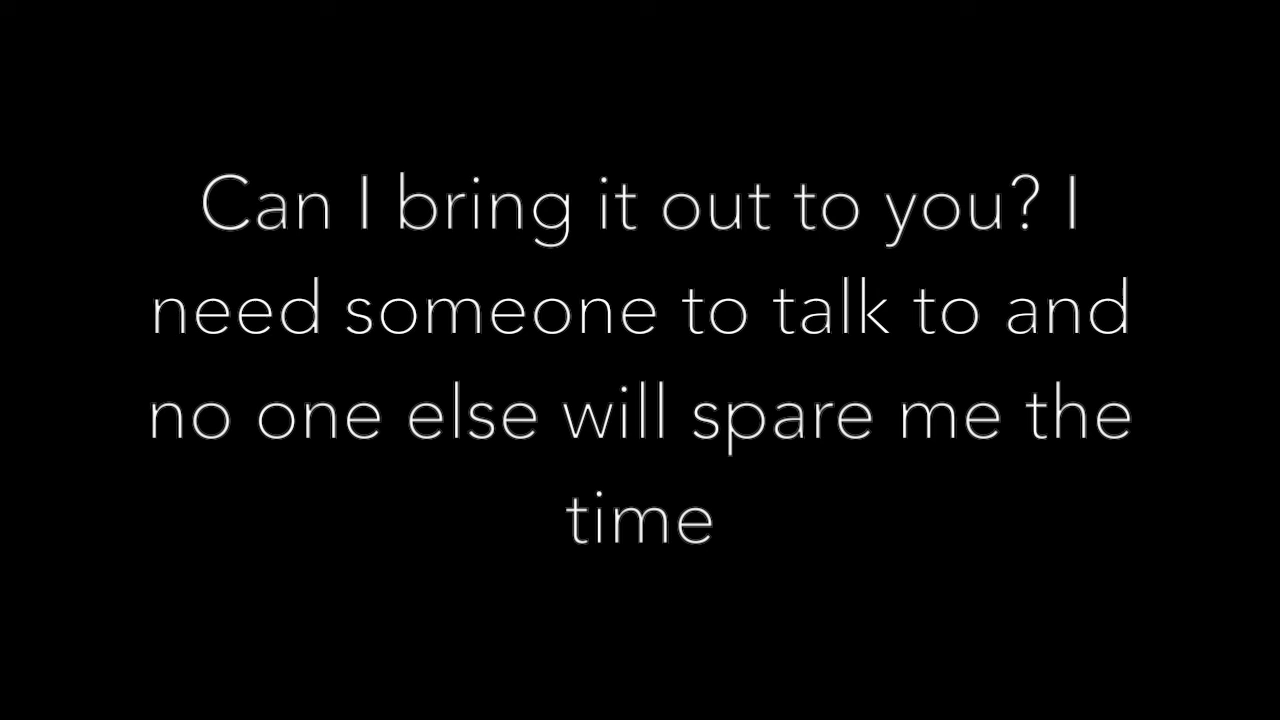 Can I bring it out to you? I
need someone to talk to and
no one else will spare me the
time